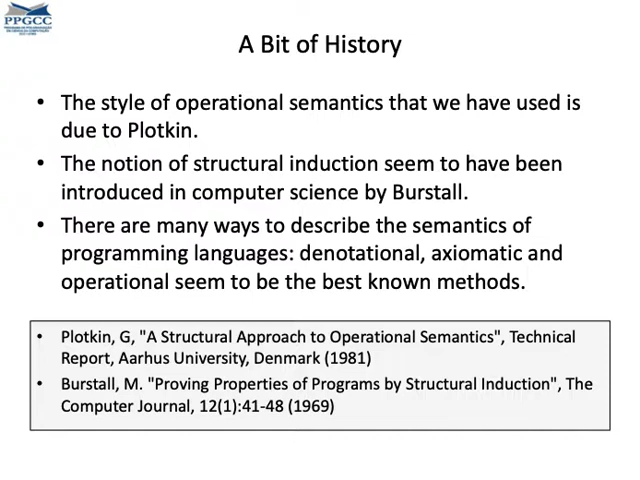 PPGCC
A Bit of History
• The style of operational semantics that we have used is
due to Plotkin.
• The notion of structural induction seem to have been
introduced in computer science by Burstall.
• There are many ways to describe the semantics of
programming languages: denotational, axiomatic and
operational seem to be the best known methods.
• Plotkin, G, "A Structural Approach to Operational Semantics", Technical
Report, Aarhus University, Denmark (1981)
• Burstall, M. "Proving Properties of Programs by Structural Induction", The
Computer Journal, 12(1):41-48 (1969)